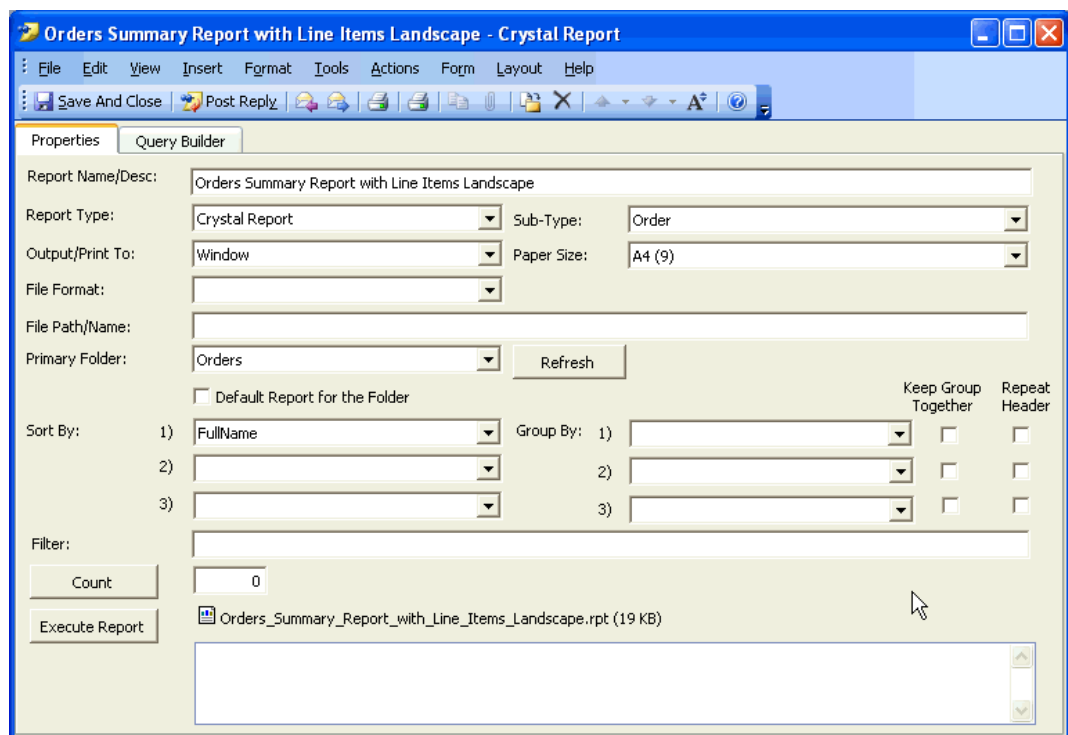 Orders Summary Report with Line Items Landscape - Crystal Report
File Edit View Insert Format Tools Actions Form Layout Help
Save And Close Post Reply
Properties Query Builder
Report Name/Desc: Orders Summary Report with Line Items Landscape
Report Type: Crystal Report Sub-Type: Order
Output/Print To: Window Paper Size: A4 (9)
File Format:
File Path/Name:
Primary Folder: Orders Refresh
Default Report for the Folder Keep Group Together Repeat Header
Sort By: 1) FullName Group By: 1)
2) 2)
3) 3)
Filter:
Count 0
Execute Report Orders_Summary_Report_with_Line_Items_Landscape.rpt (19 KB)